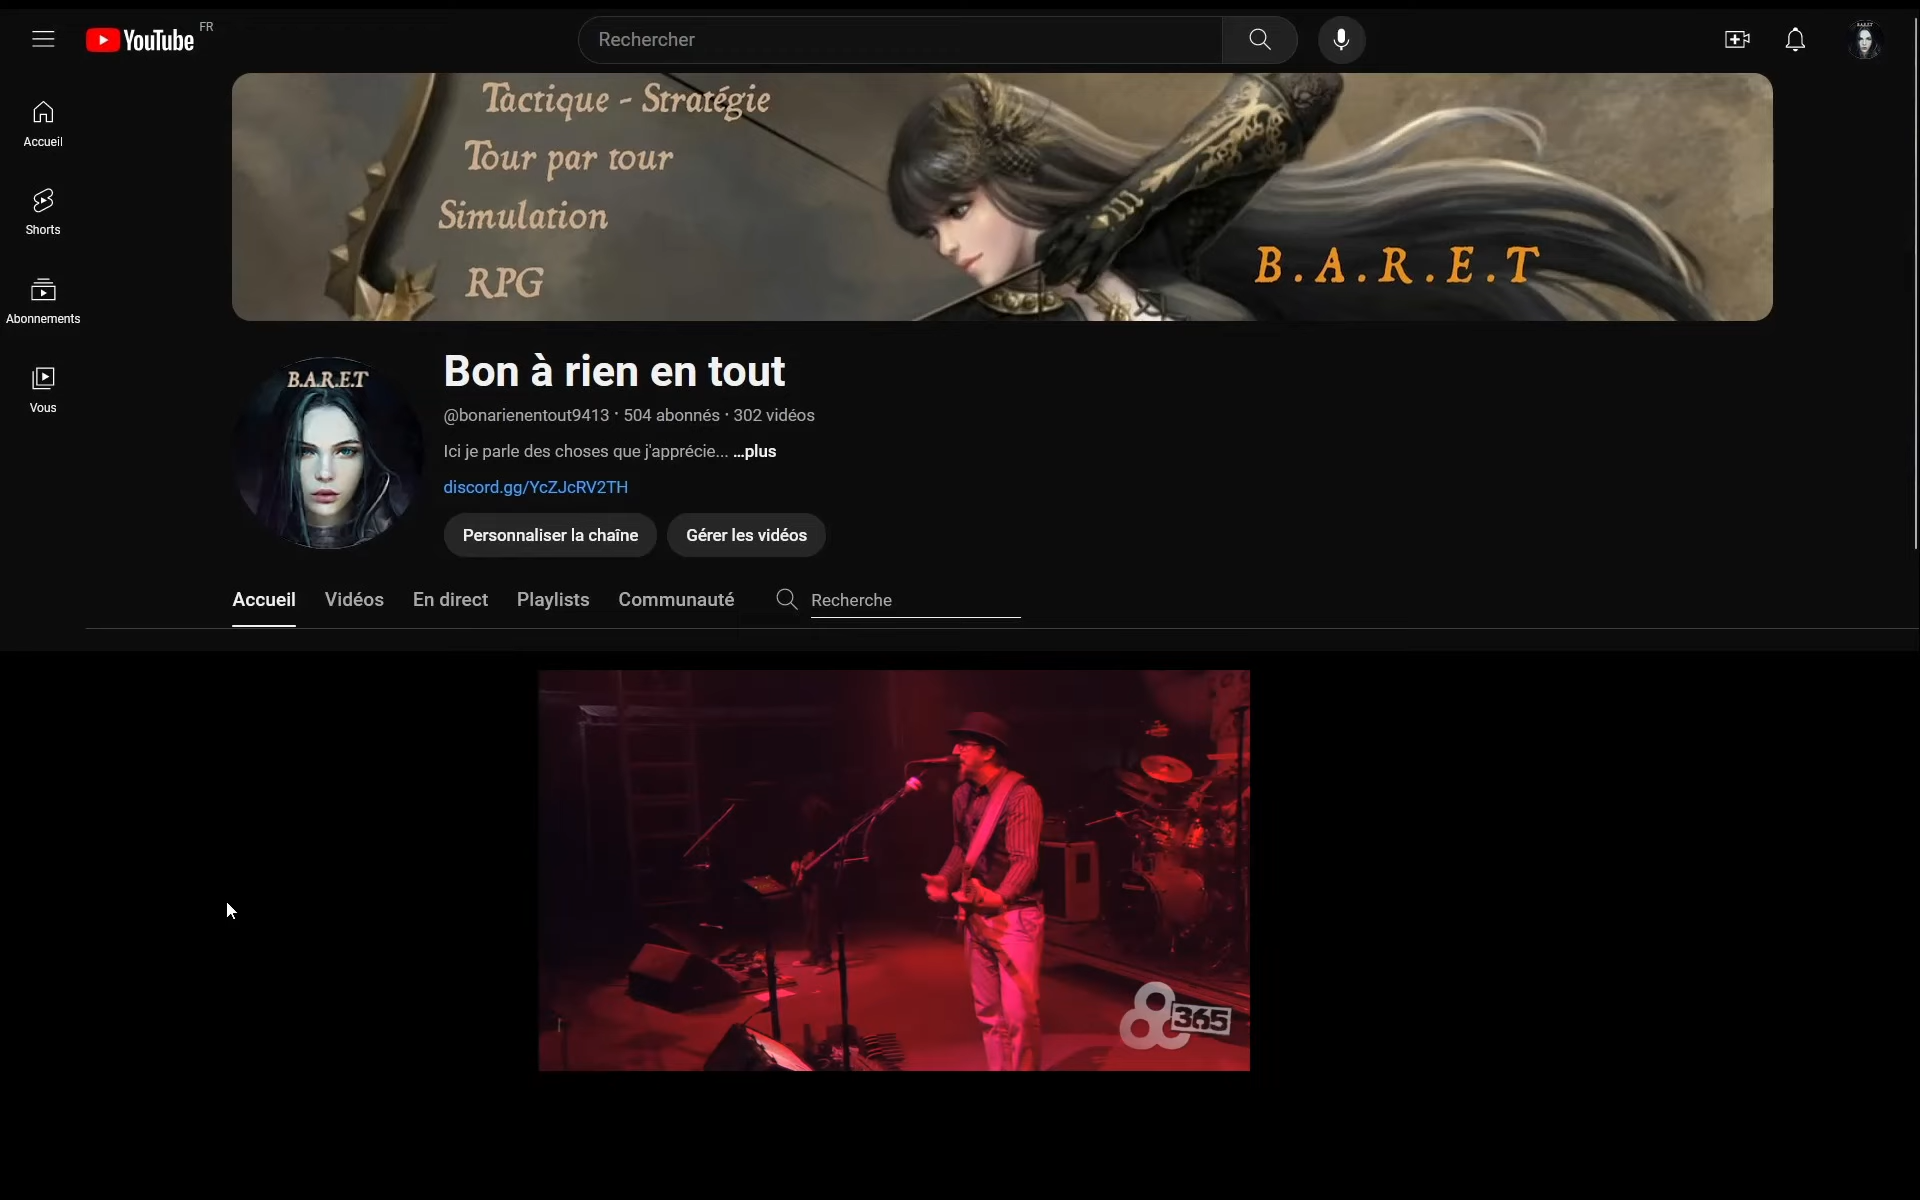 YouTube FR
Rechercher
Accueil
Shorts
Abonnements
Vous
Tactique - Stratégie
Tour par tour
Simulation
RPG
B.A.R.E.T
B.A.R.E.T
Bon à rien en tout
@bonarienentout9413 · 504 abonnés · 302 vidéos
Ici je parle des choses que j'apprécie... ...plus
discord.gg/YcZJcRV2TH
Personnaliser la chaîne Gérer les vidéos
Accueil Vidéos En direct Playlists Communauté Recherche
365